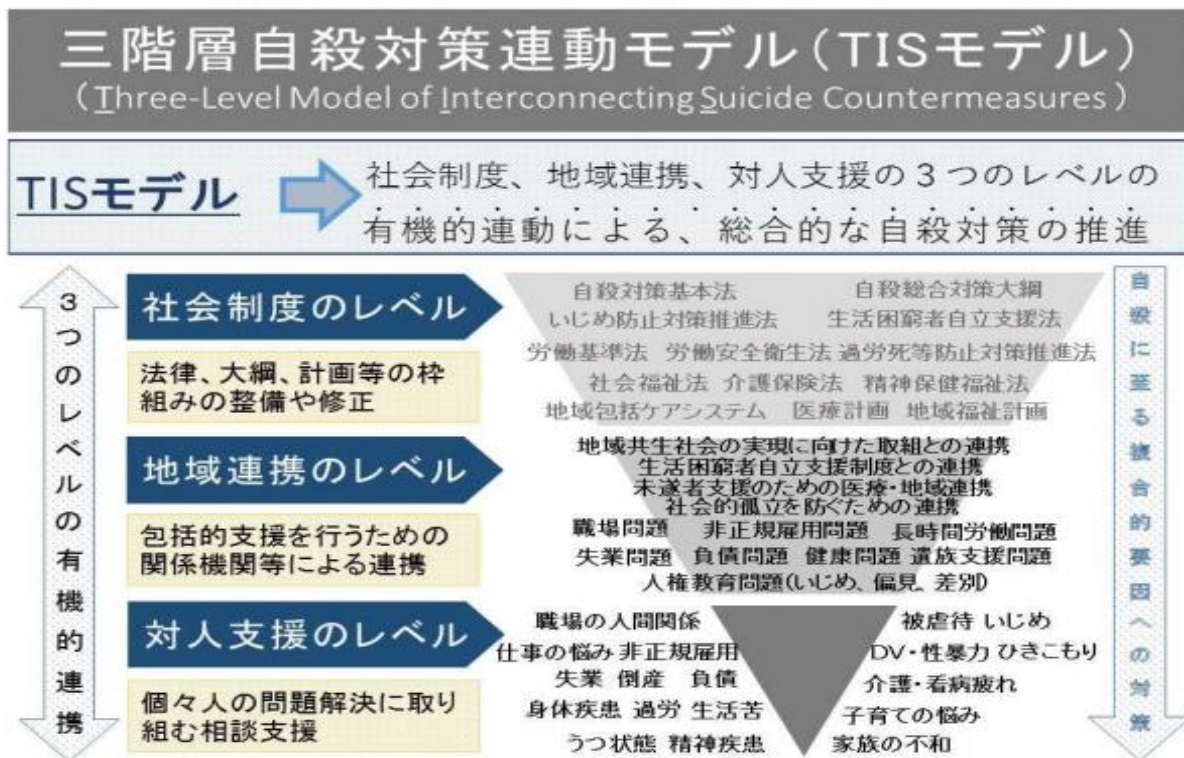 三階層自殺対策連動モデル(TISモデル)
(Three-Level Model of Interconnecting Suicide Countermeasures)
TISモデル
社会制度、地域連携、対人支援の3つのレベルの
有機的連動による、総合的な自殺対策の推進
3つのレベルの有機的連携
社会制度のレベル
法律、大綱、計画等の枠
組みの整備や修正
自殺対策基本法 自殺総合対策大綱
いじめ防止対策推進法 生活困窮者自立支援法
労働基準法 労働安全衛生法 過労死等防止対策推進法
社会福祉法 介護保険法 精神保健福祉法
地域包括ケアシステム 医療計画 地域福祉計画
地域連携のレベル
包括的支援を行うための
関係機関等による連携
地域共生社会の実現に向けた取組との連携
生活困窮者自立支援制度との連携
未遂者支援のための医療・地域連携
社会的孤立を防ぐための連携
職場問題 非正規雇用問題 長時間労働問題
失業問題 負債問題 健康問題 遺族支援問題
人権教育問題(いじめ、偏見、差別)
対人支援のレベル
個々人の問題解決に取り
組む相談支援
職場の人間関係 被虐待 いじめ
仕事の悩み 非正規雇用 DV・性暴力 ひきこもり
失業 倒産 負債 介護・看病疲れ
身体疾患 過労 生活苦 子育ての悩み
うつ状態 精神疾患 家族の不和
自殺に至る複合的要因への対策